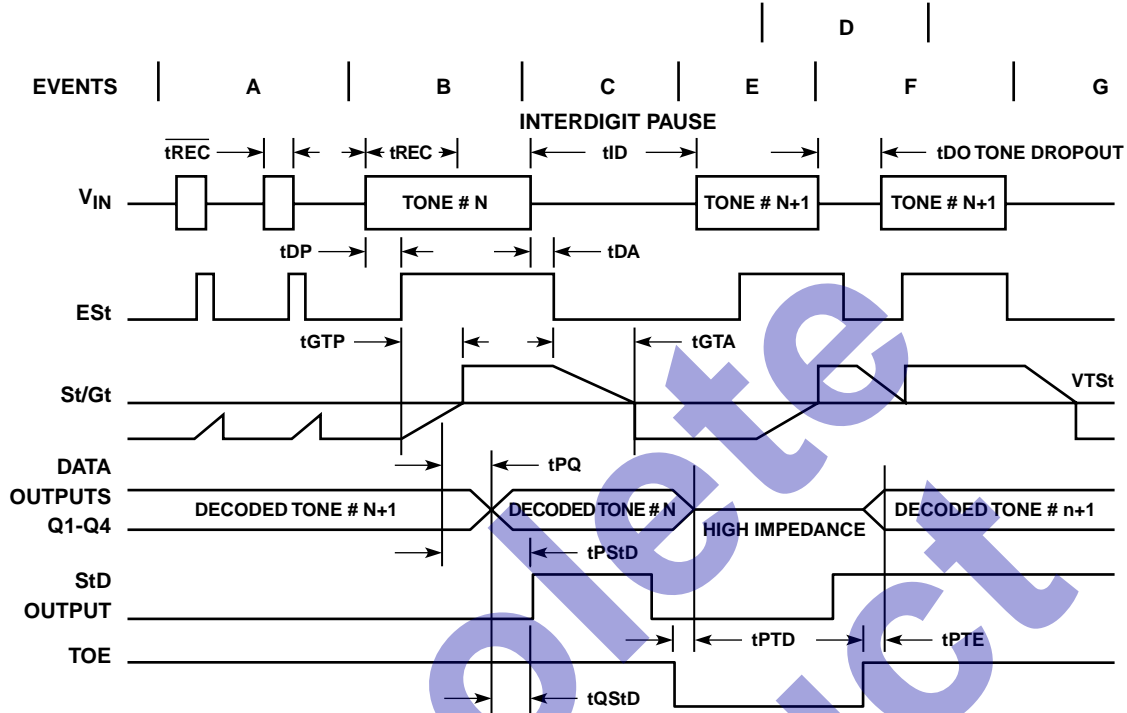 D
EVENTS A B C E F G
INTERDIGIT PAUSE
tREC tREC tID tDO TONE DROPOUT
VIN TONE # N TONE # N+1 TONE # N+1
tDP tDA
ESt
tGTP tGTA
St/Gt VTSt
DATA
OUTPUTS
Q1-Q4
tPQ
DECODED TONE # N+1 DECODED TONE # N HIGH IMPEDANCE DECODED TONE # n+1
tPStD
StD
OUTPUT
tPTD tPTE
TOE
tQStD